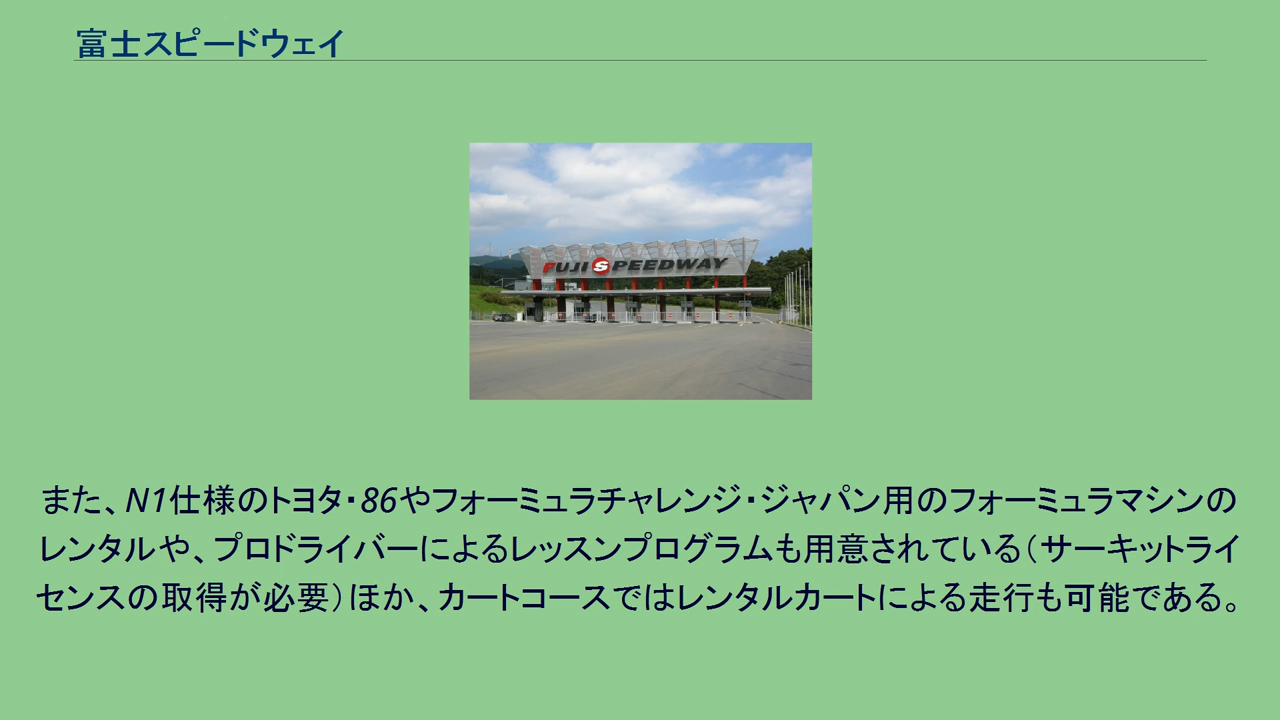 富士スピードウェイ
FUJI SPEEDWAY
また、N1仕様のトヨタ・86やフォーミュラチャレンジ・ジャパン用のフォーミュラマシンの
レンタルや、プロドライバーによるレッスンプログラムも用意されている（サーキットライ
センスの取得が必要）ほか、カートコースではレンタルカートによる走行も可能である。